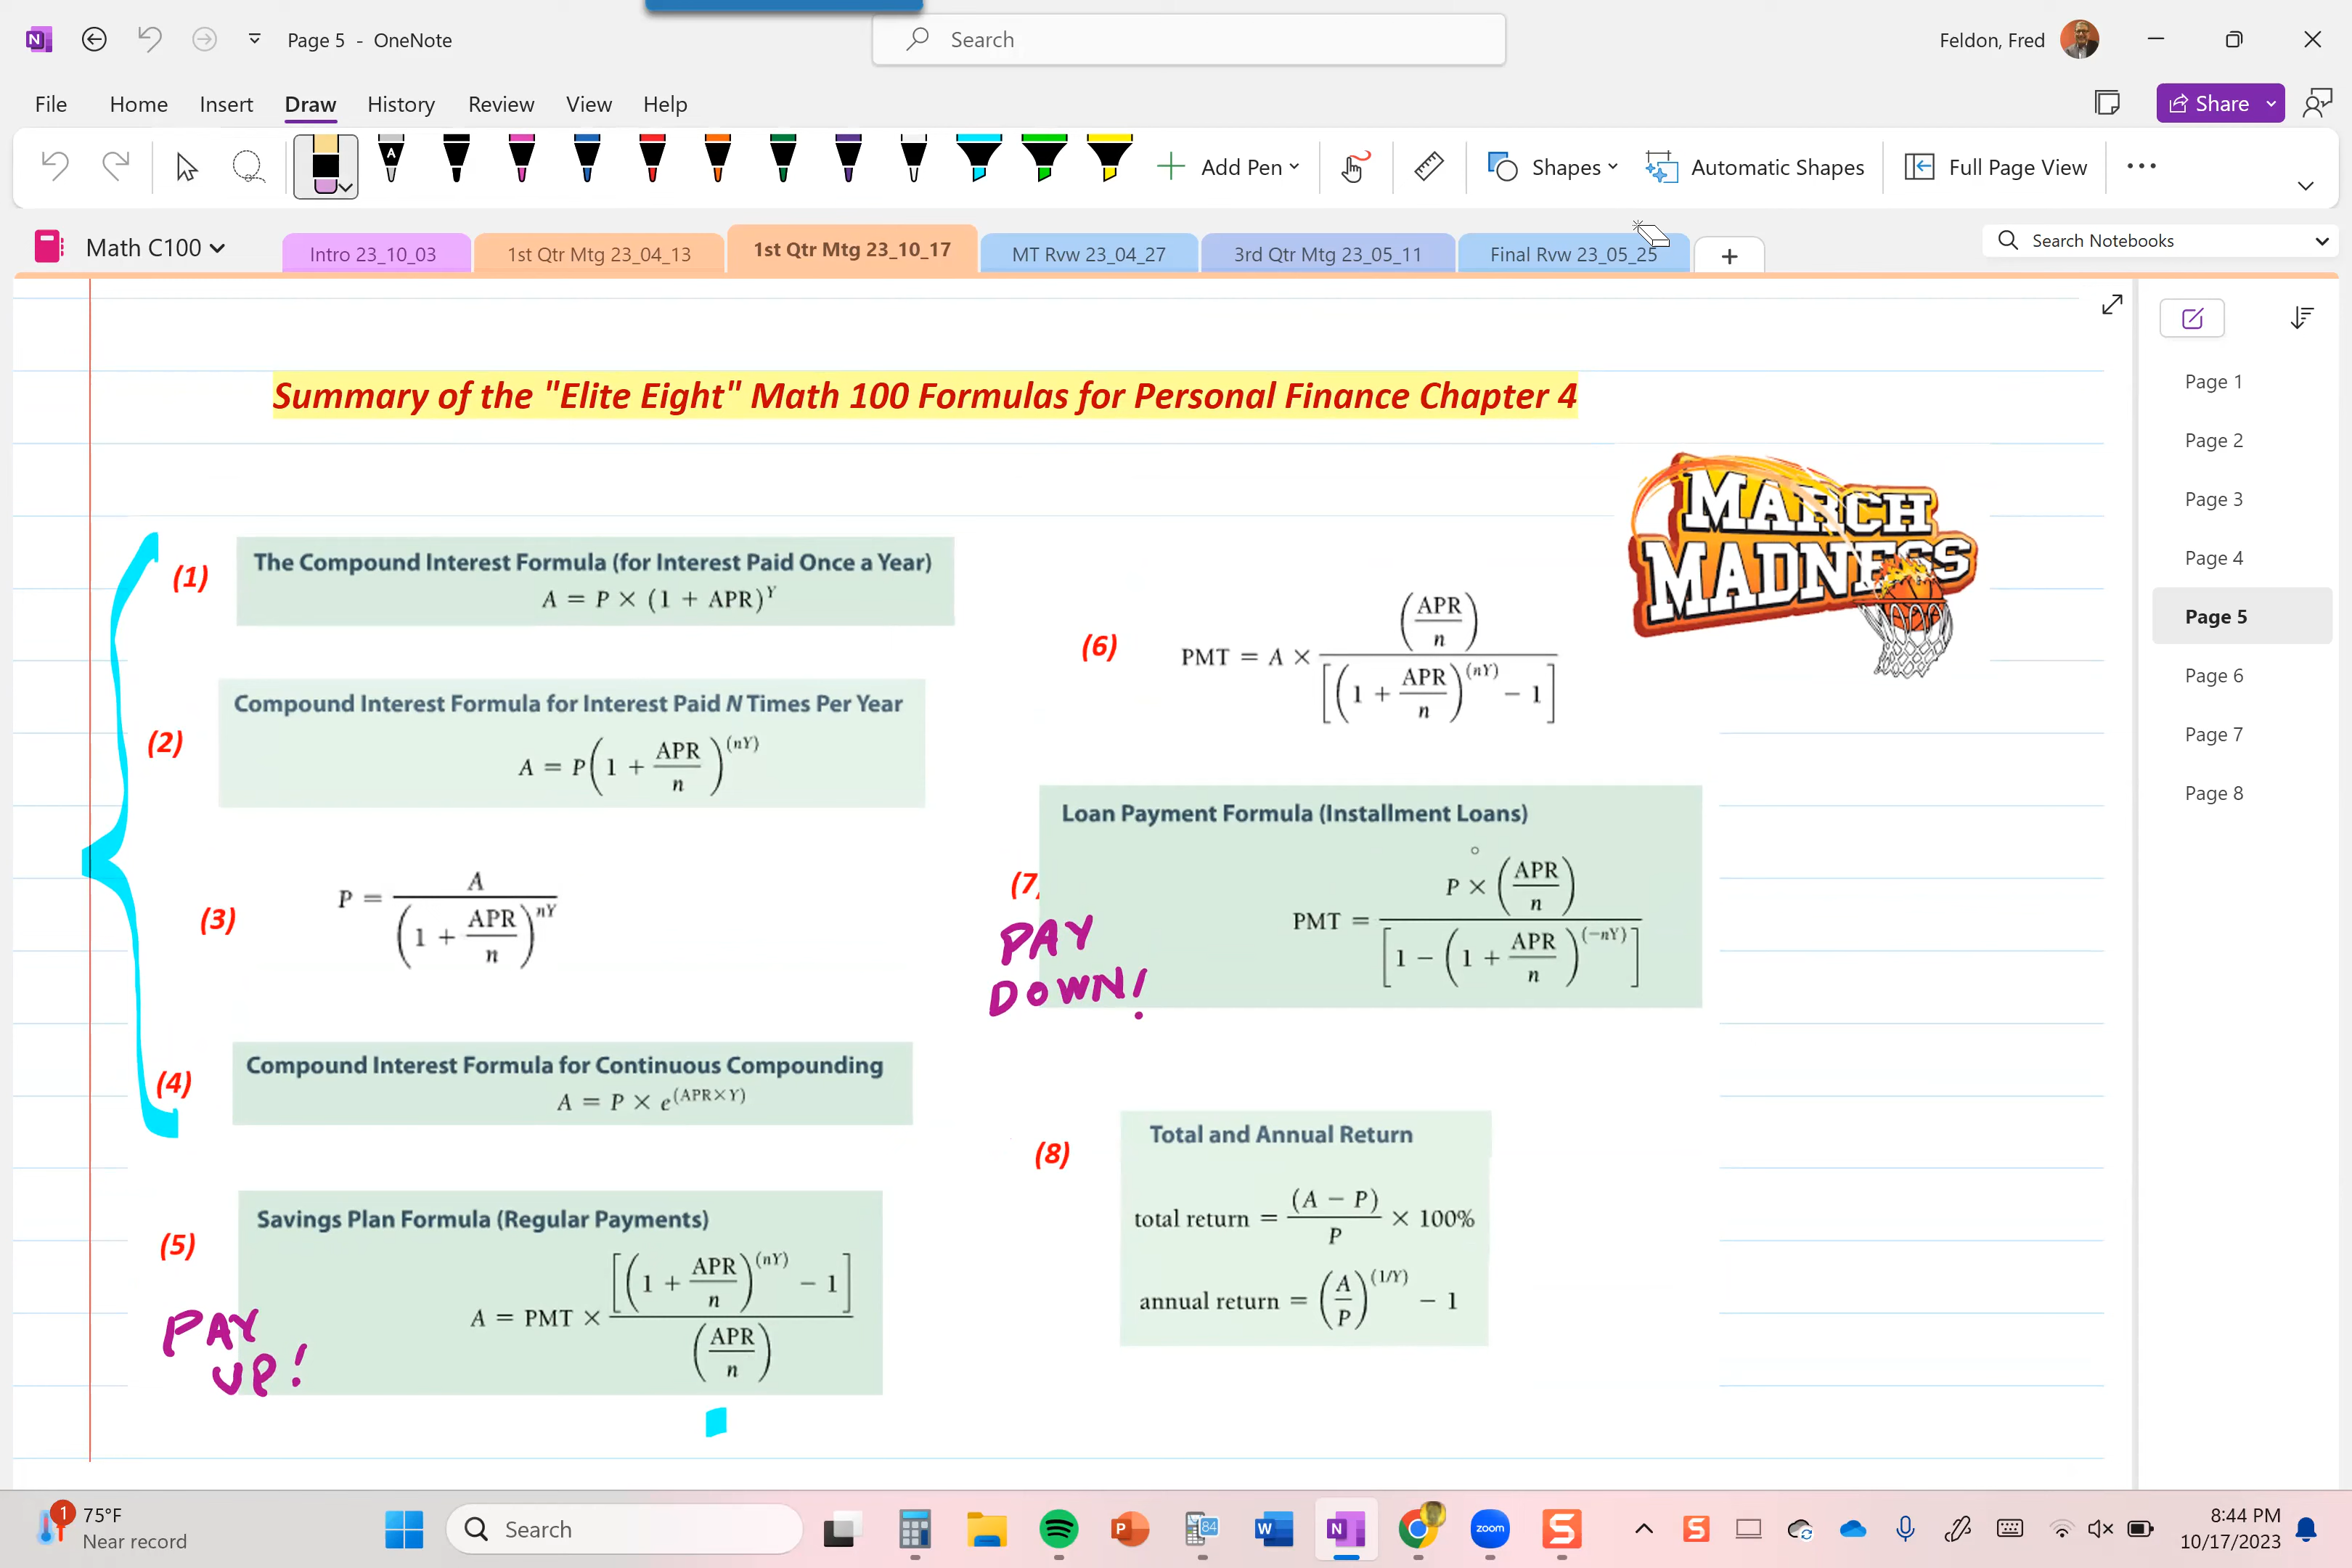 Page 5 - OneNote
Search
Feldon, Fred
File Home Insert Draw History Review View Help
Share
A
Add Pen
Shapes
Automatic Shapes
Full Page View
Math C100
Intro 23_10_03
1st Qtr Mtg 23_04_13
1st Qtr Mtg 23_10_17
MT Rvw 23_04_27
3rd Qtr Mtg 23_05_11
Final Rvw 23_05_25
+
Search Notebooks
Summary of the "Elite Eight" Math 100 Formulas for Personal Finance Chapter 4
MARCH
MADNESS
(1)
The Compound Interest Formula (for Interest Paid Once a Year)
A = P × (1 + APR)^Y
(2)
Compound Interest Formula for Interest Paid N Times Per Year
A = P(1 + APR/n)^(nY)
(3)
P = A / (1 + APR/n)^nY
(4)
Compound Interest Formula for Continuous Compounding
A = P × e^(APR×Y)
(5)
Savings Plan Formula (Regular Payments)
A = PMT × [(1 + APR/n)^(nY) − 1] / (APR/n)
PAY
UP!
(6)
PMT = A × (APR/n) / [(1 + APR/n)^(nY) − 1]
(7
Loan Payment Formula (Installment Loans)
PMT = P × (APR/n) / [1 − (1 + APR/n)^(−nY)]
PAY
DOWN!
(8)
Total and Annual Return
total return = (A − P)/P × 100%
annual return = (A/P)^(1/Y) − 1
Page 1
Page 2
Page 3
Page 4
Page 5
Page 6
Page 7
Page 8
1
75°F
Near record
Search
P
84
W
N
zoom
S
S
8:44 PM
10/17/2023